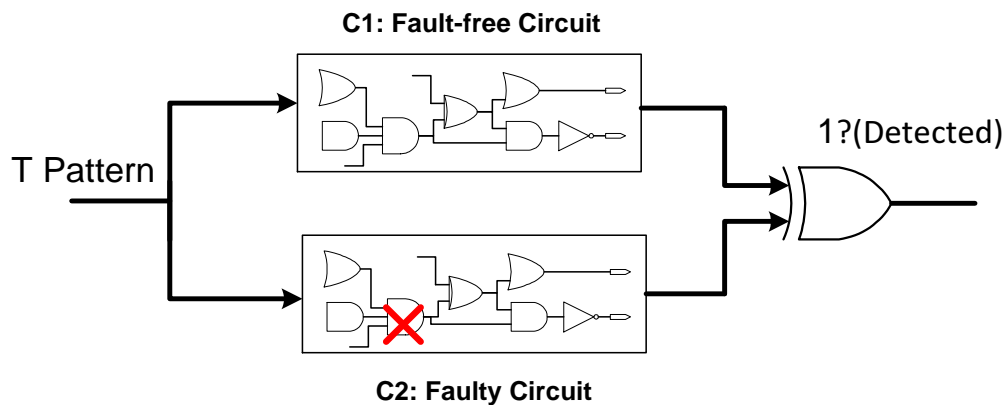 C1: Fault-free Circuit
1?(Detected)
T Pattern
C2: Faulty Circuit